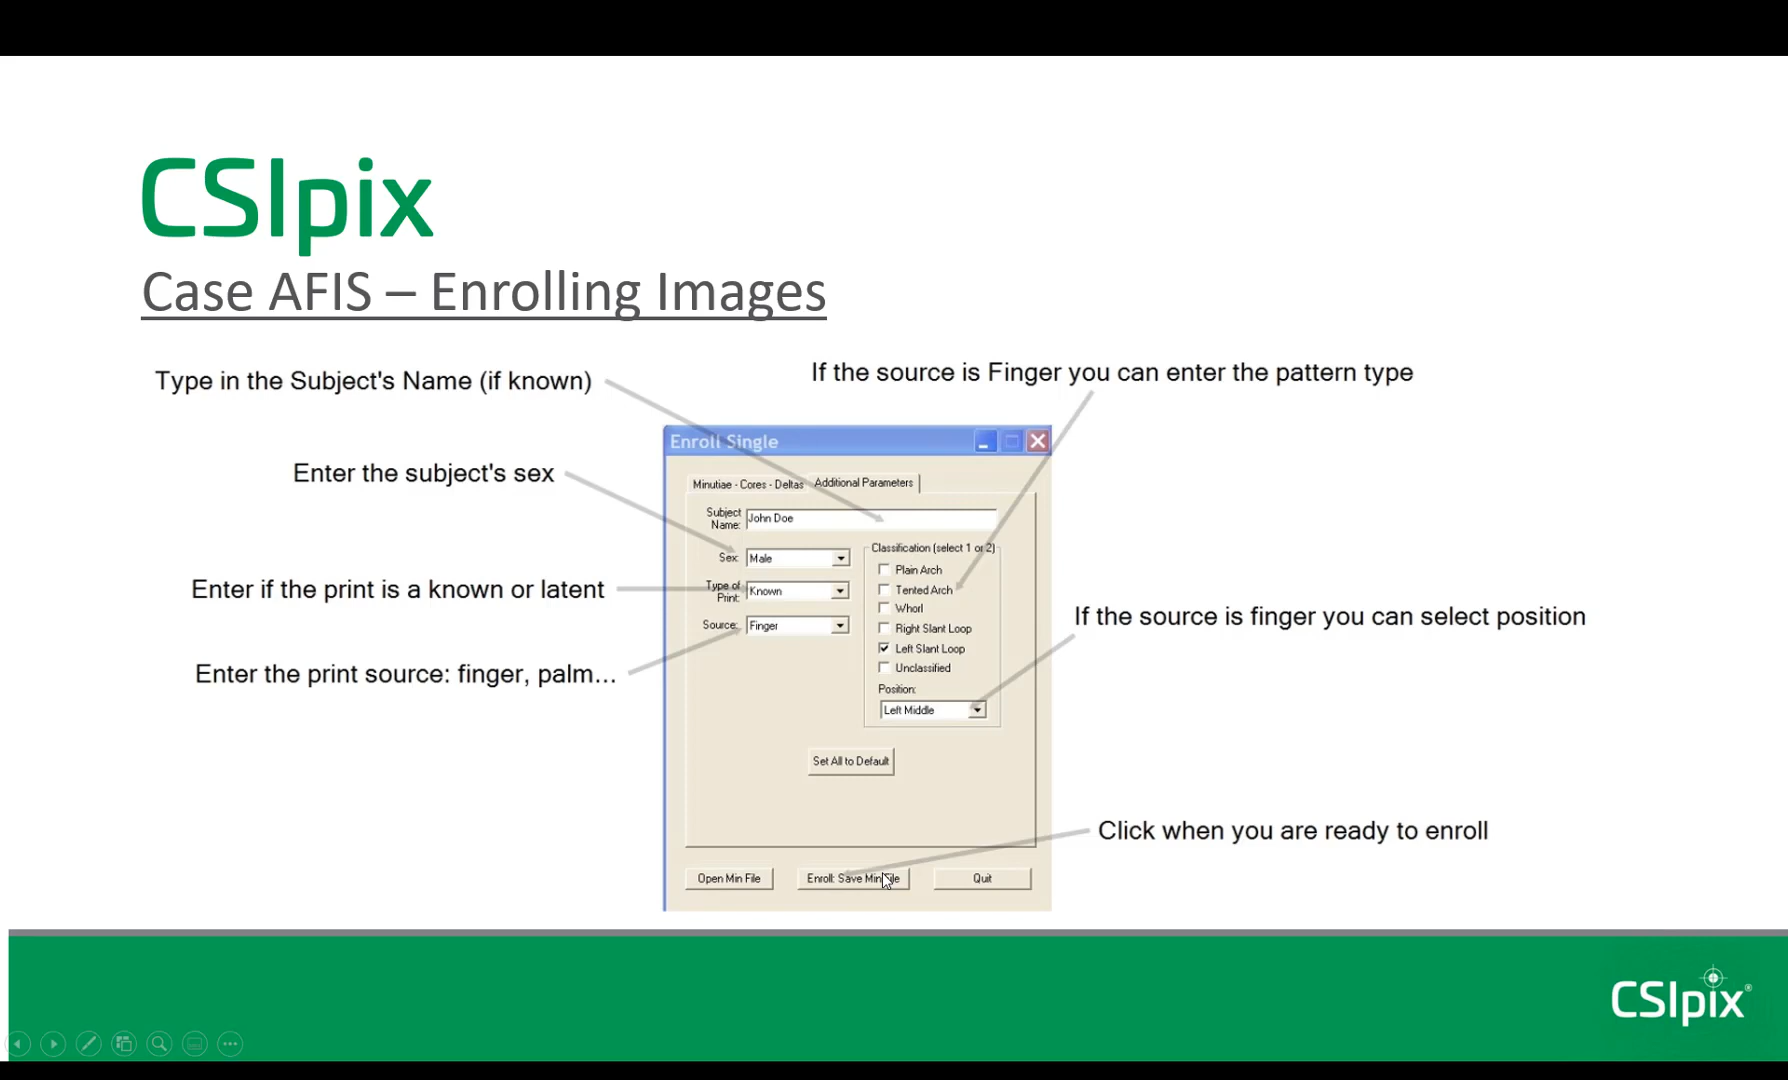 CSIpix
Case AFIS – Enrolling Images
Type in the Subject's Name (if known)
If the source is Finger you can enter the pattern type
Enter the subject's sex
Enter if the print is a known or latent
Enter the print source: finger, palm...
If the source is finger you can select position
Click when you are ready to enroll
Enroll Single
Minutiae - Cores - Deltas
Additional Parameters
Subject
Name:
John Doe
Sex:
Male
Type of
Print:
Known
Source:
Finger
Classification (select 1 or 2)
Plain Arch
Tented Arch
Whorl
Right Slant Loop
Left Slant Loop
Unclassified
Position:
Left Middle
Set All to Default
Open Min File
Enroll: Save Min File
Quit
CSIpix®